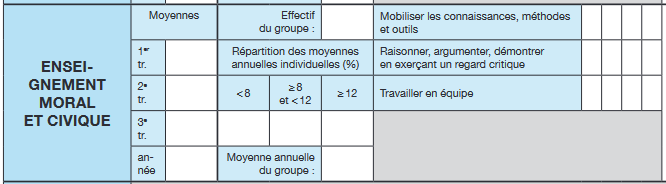 ENSEI-
GNEMENT
MORAL
ET CIVIQUE
Moyennes
Effectif
du groupe :
Mobiliser les connaissances, méthodes
et outils
1er
tr.
Répartition des moyennes
annuelles individuelles (%)
Raisonner, argumenter, démontrer
en exerçant un regard critique
2e
tr.
< 8
≥ 8
et < 12
≥ 12
Travailler en équipe
3e
tr.
an-
née
Moyenne annuelle
du groupe :